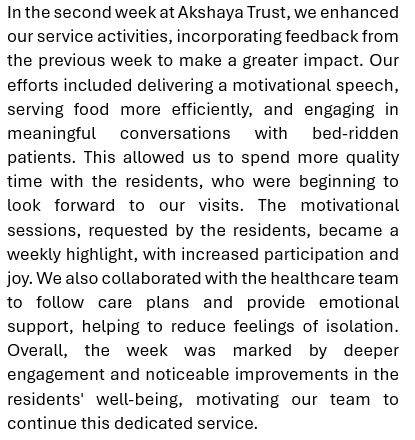 In the second week at Akshaya Trust, we enhanced
our service activities, incorporating feedback from
the previous week to make a greater impact. Our
efforts included delivering a motivational speech,
serving food more efficiently, and engaging in
meaningful conversations with bed-ridden
patients. This allowed us to spend more quality
time with the residents, who were beginning to
look forward to our visits. The motivational
sessions, requested by the residents, became a
weekly highlight, with increased participation and
joy. We also collaborated with the healthcare team
to follow care plans and provide emotional
support, helping to reduce feelings of isolation.
Overall, the week was marked by deeper
engagement and noticeable improvements in the
residents' well-being, motivating our team to
continue this dedicated service.